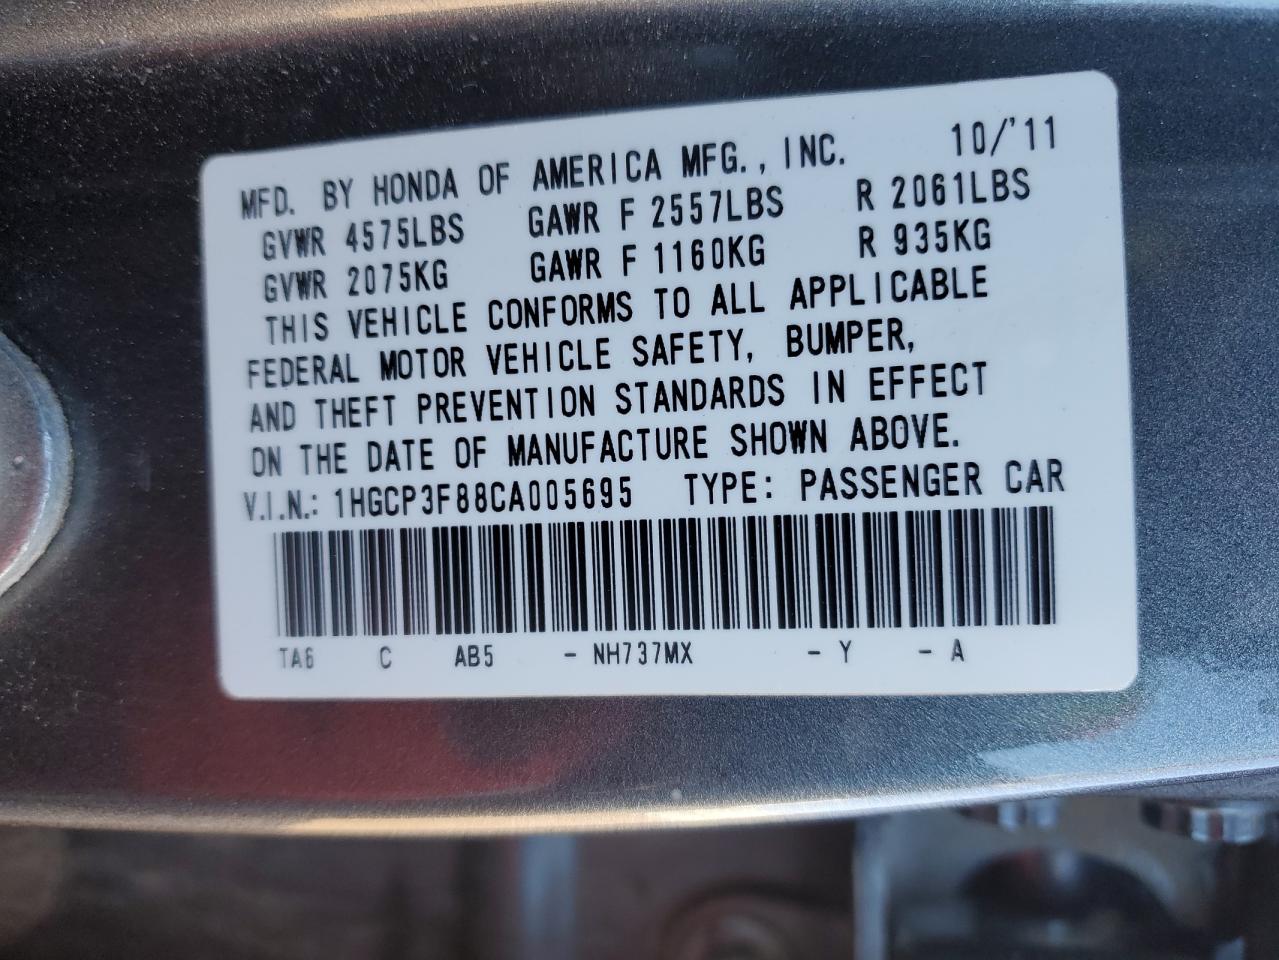 MFD. BY HONDA OF AMERICA MFG., INC. 10/'11
GVWR 4575LBS GAWR F 2557LBS R 2061LBS
GVWR 2075KG GAWR F 1160KG R 935KG
THIS VEHICLE CONFORMS TO ALL APPLICABLE
FEDERAL MOTOR VEHICLE SAFETY, BUMPER,
AND THEFT PREVENTION STANDARDS IN EFFECT
ON THE DATE OF MANUFACTURE SHOWN ABOVE.
V.I.N.: 1HGCP3F88CA005695 TYPE: PASSENGER CAR
TA6 C AB5 - NH737MX - Y - A